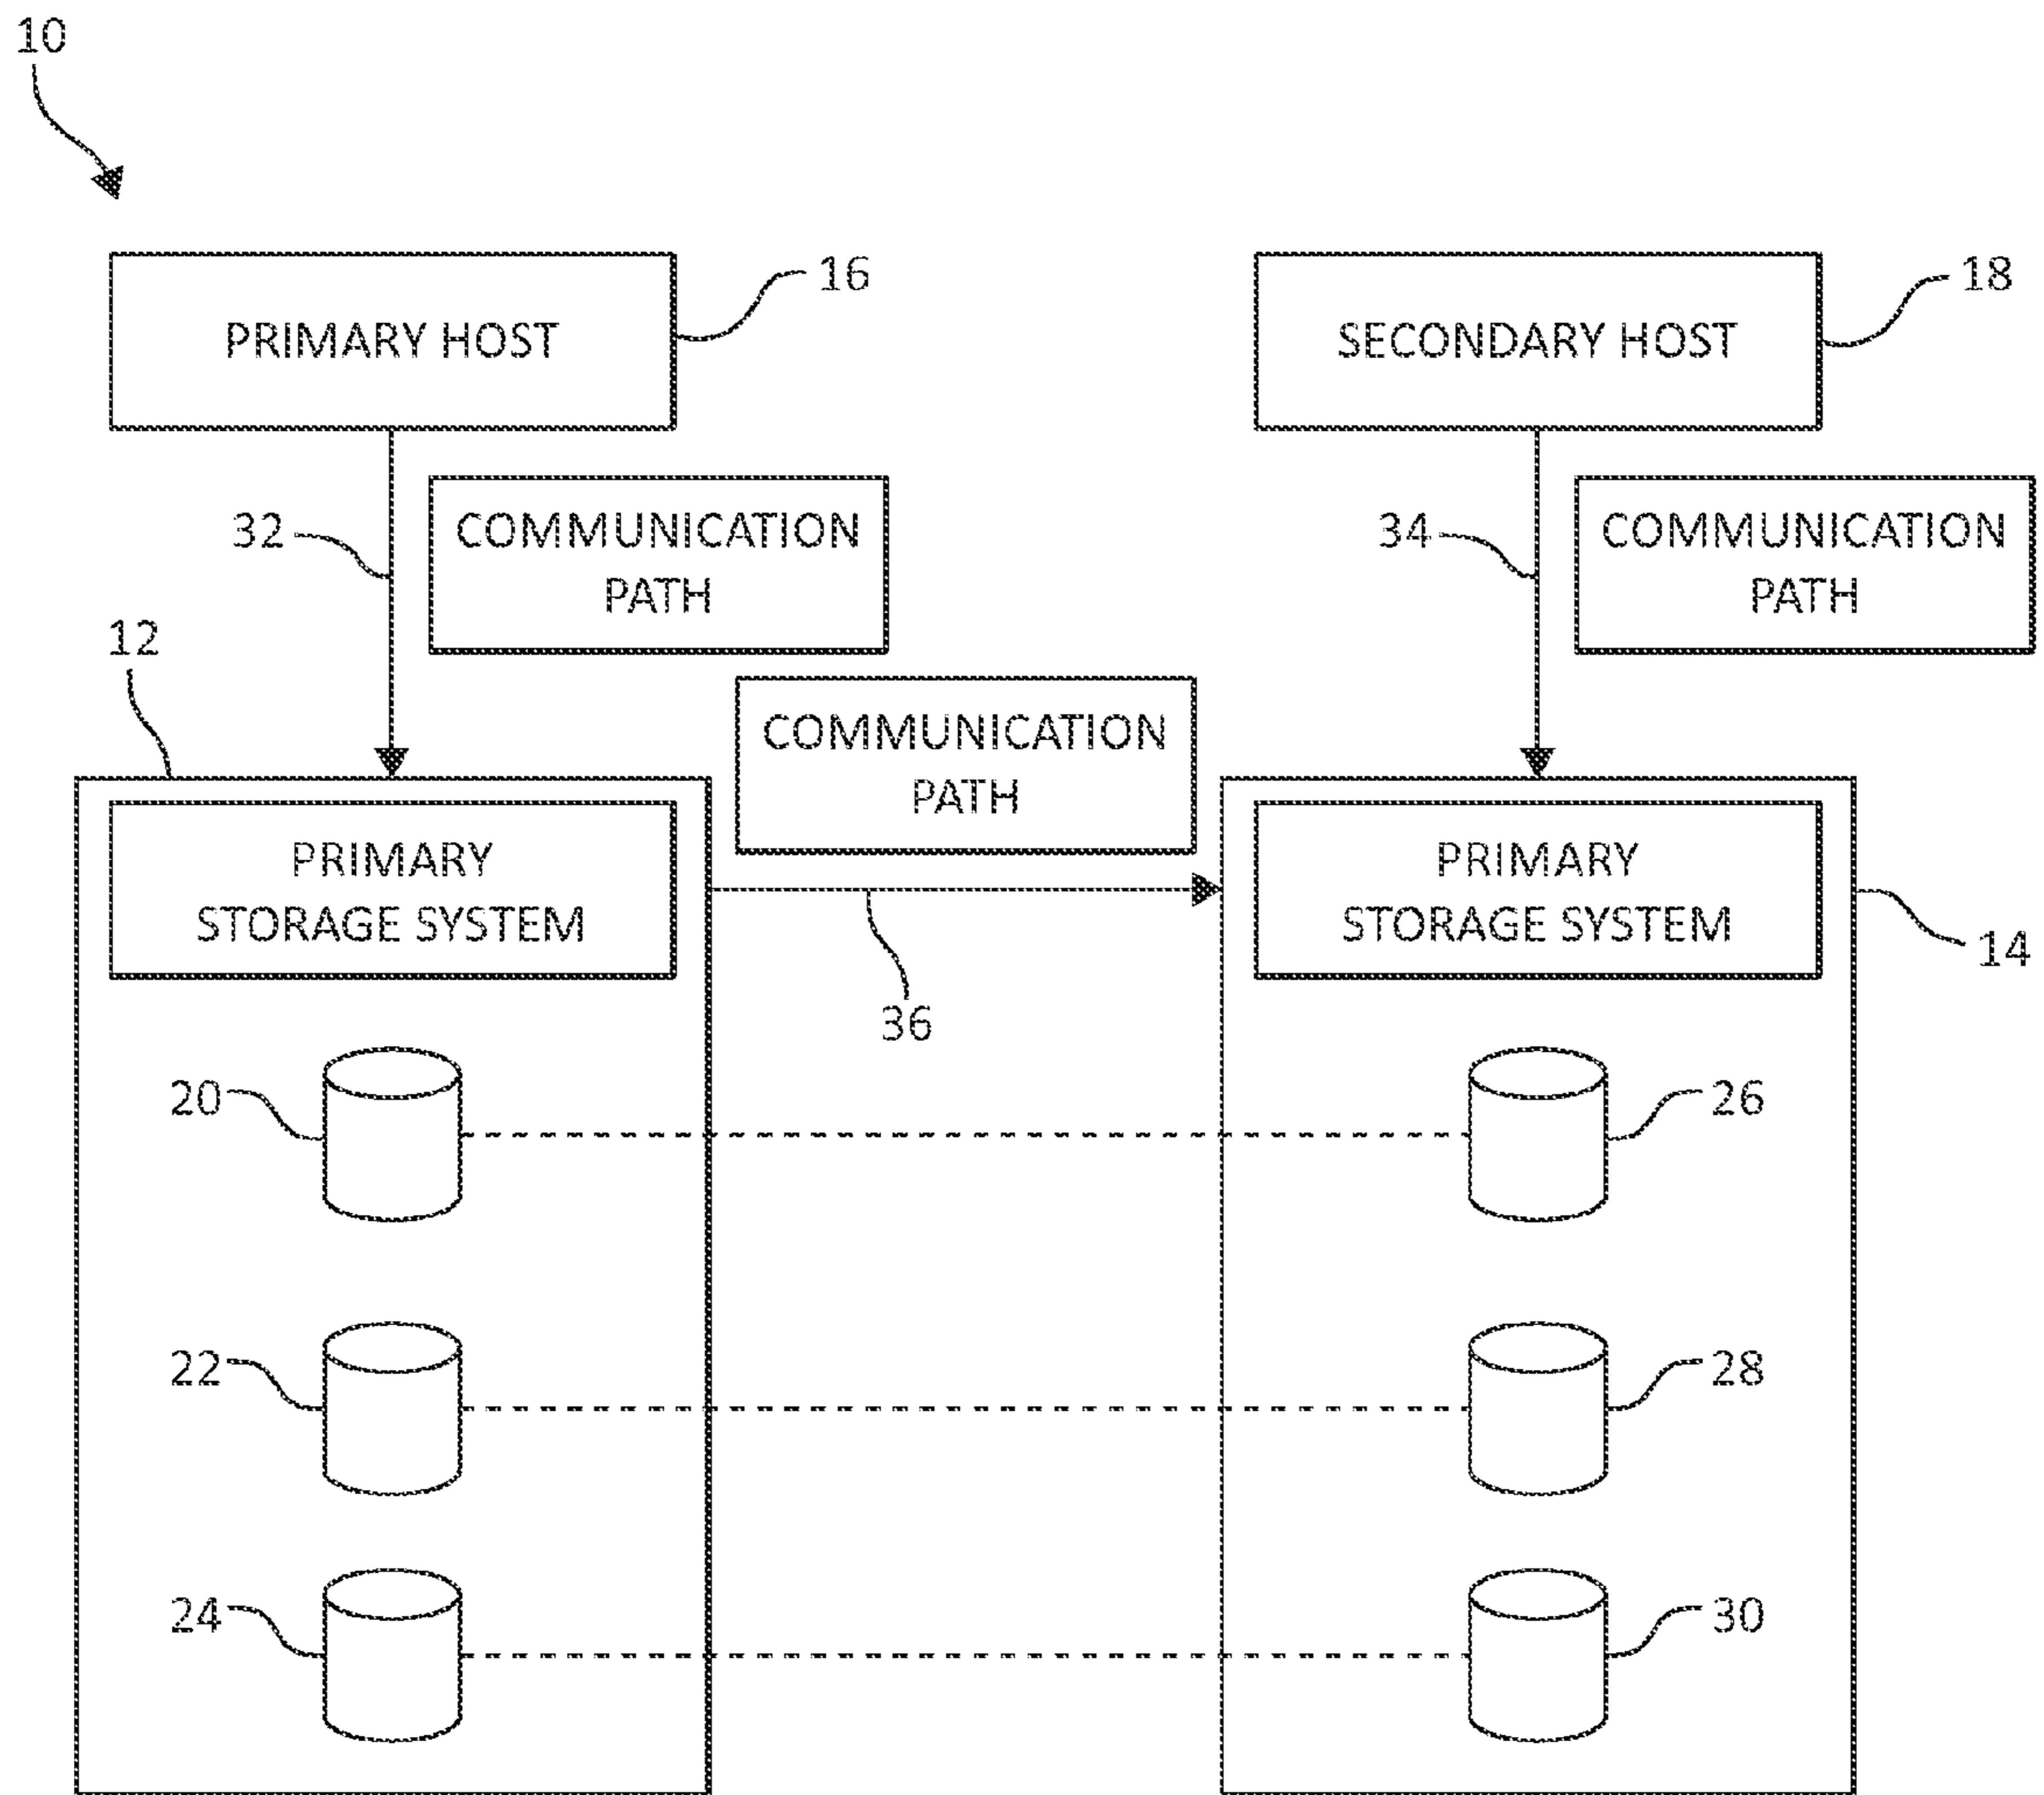 10
PRIMARY HOST
16
SECONDARY HOST
18
32
COMMUNICATION
PATH
34
COMMUNICATION
PATH
12
COMMUNICATION
PATH
PRIMARY
STORAGE SYSTEM
PRIMARY
STORAGE SYSTEM
14
36
20
26
22
28
24
30